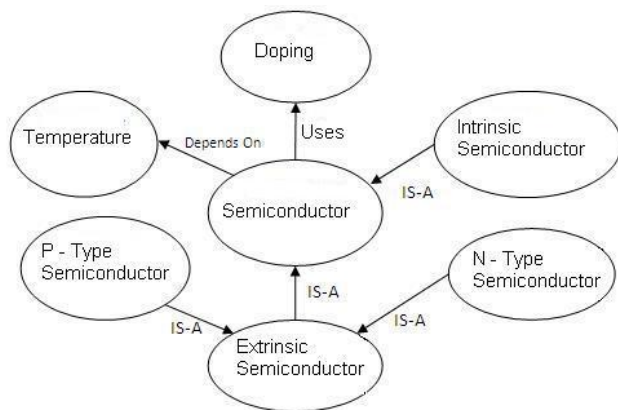 Doping
Temperature
Depends On
Uses
Intrinsic
Semiconductor
IS-A
Semiconductor
P - Type
Semiconductor
N - Type
Semiconductor
IS-A
IS-A
IS-A
Extrinsic
Semiconductor